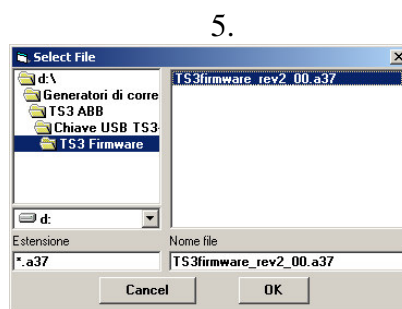 5.
Select File
d:\
Generatori di corre
TS3 ABB
Chiave USB TS3-
TS3 Firmware
TS3firmware_rev2_00.a37
d:
Estensione
Nome file
*.a37
TS3firmware_rev2_00.a37
Cancel
OK